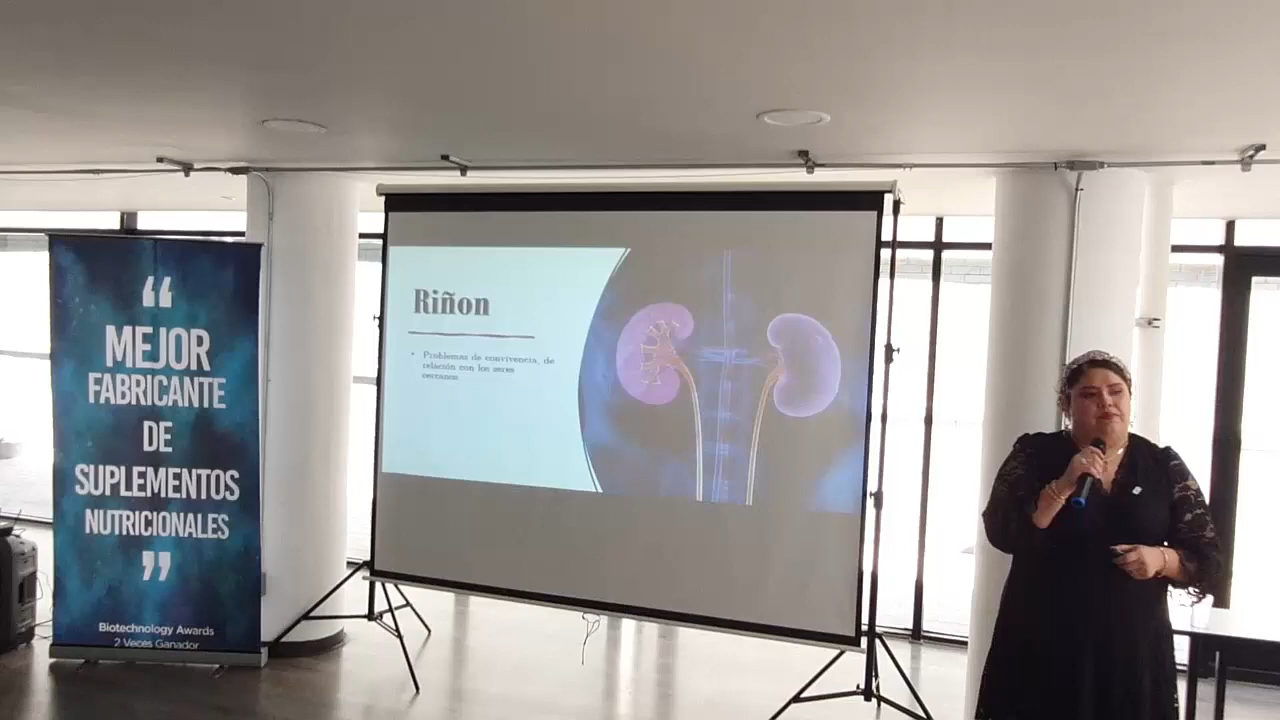 “
MEJOR
FABRICANTE
DE
SUPLEMENTOS
NUTRICIONALES
”
Biotechnology Awards
2 Veces Ganador
Riñon
• Problemas de convivencia, de
relación con los seres
cercanos